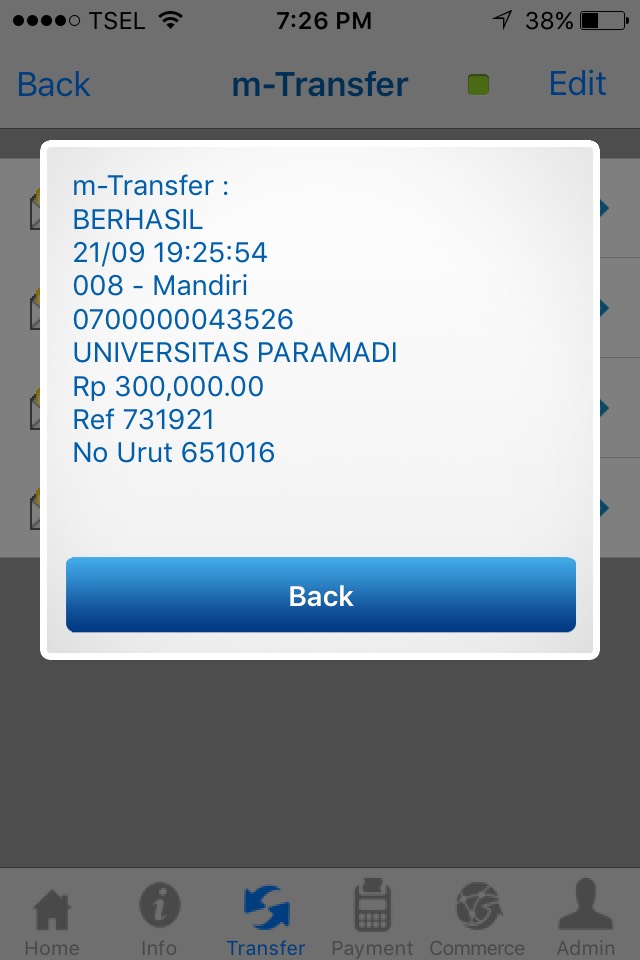 TSEL 7:26 PM 38%
Back m-Transfer Edit
m-Transfer :
BERHASIL
21/09 19:25:54
008 - Mandiri
0700000043526
UNIVERSITAS PARAMADI
Rp 300,000.00
Ref 731921
No Urut 651016
Back
Home Info Transfer Payment Commerce Admin